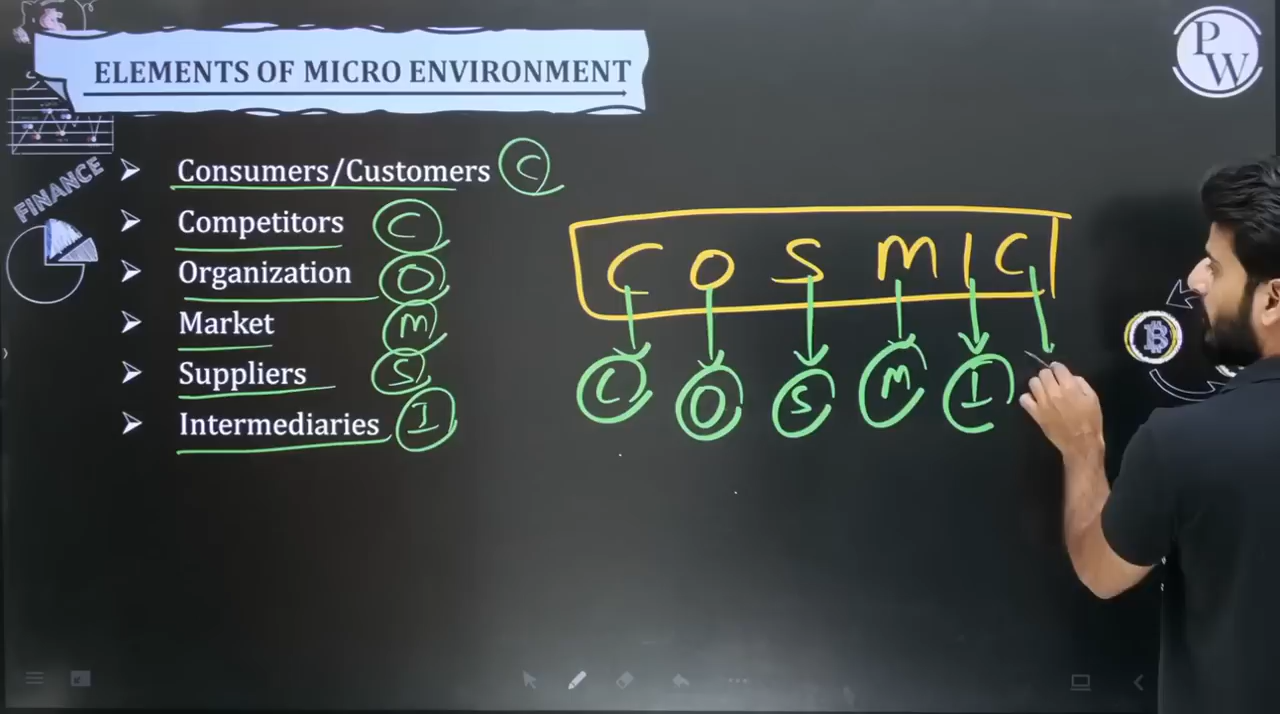 ELEMENTS OF MICRO ENVIRONMENT
PW
FINANCE
Consumers/Customers C
Competitors C
Organization O
Market M
Suppliers S
Intermediaries I
C O S M I C
C O S M I